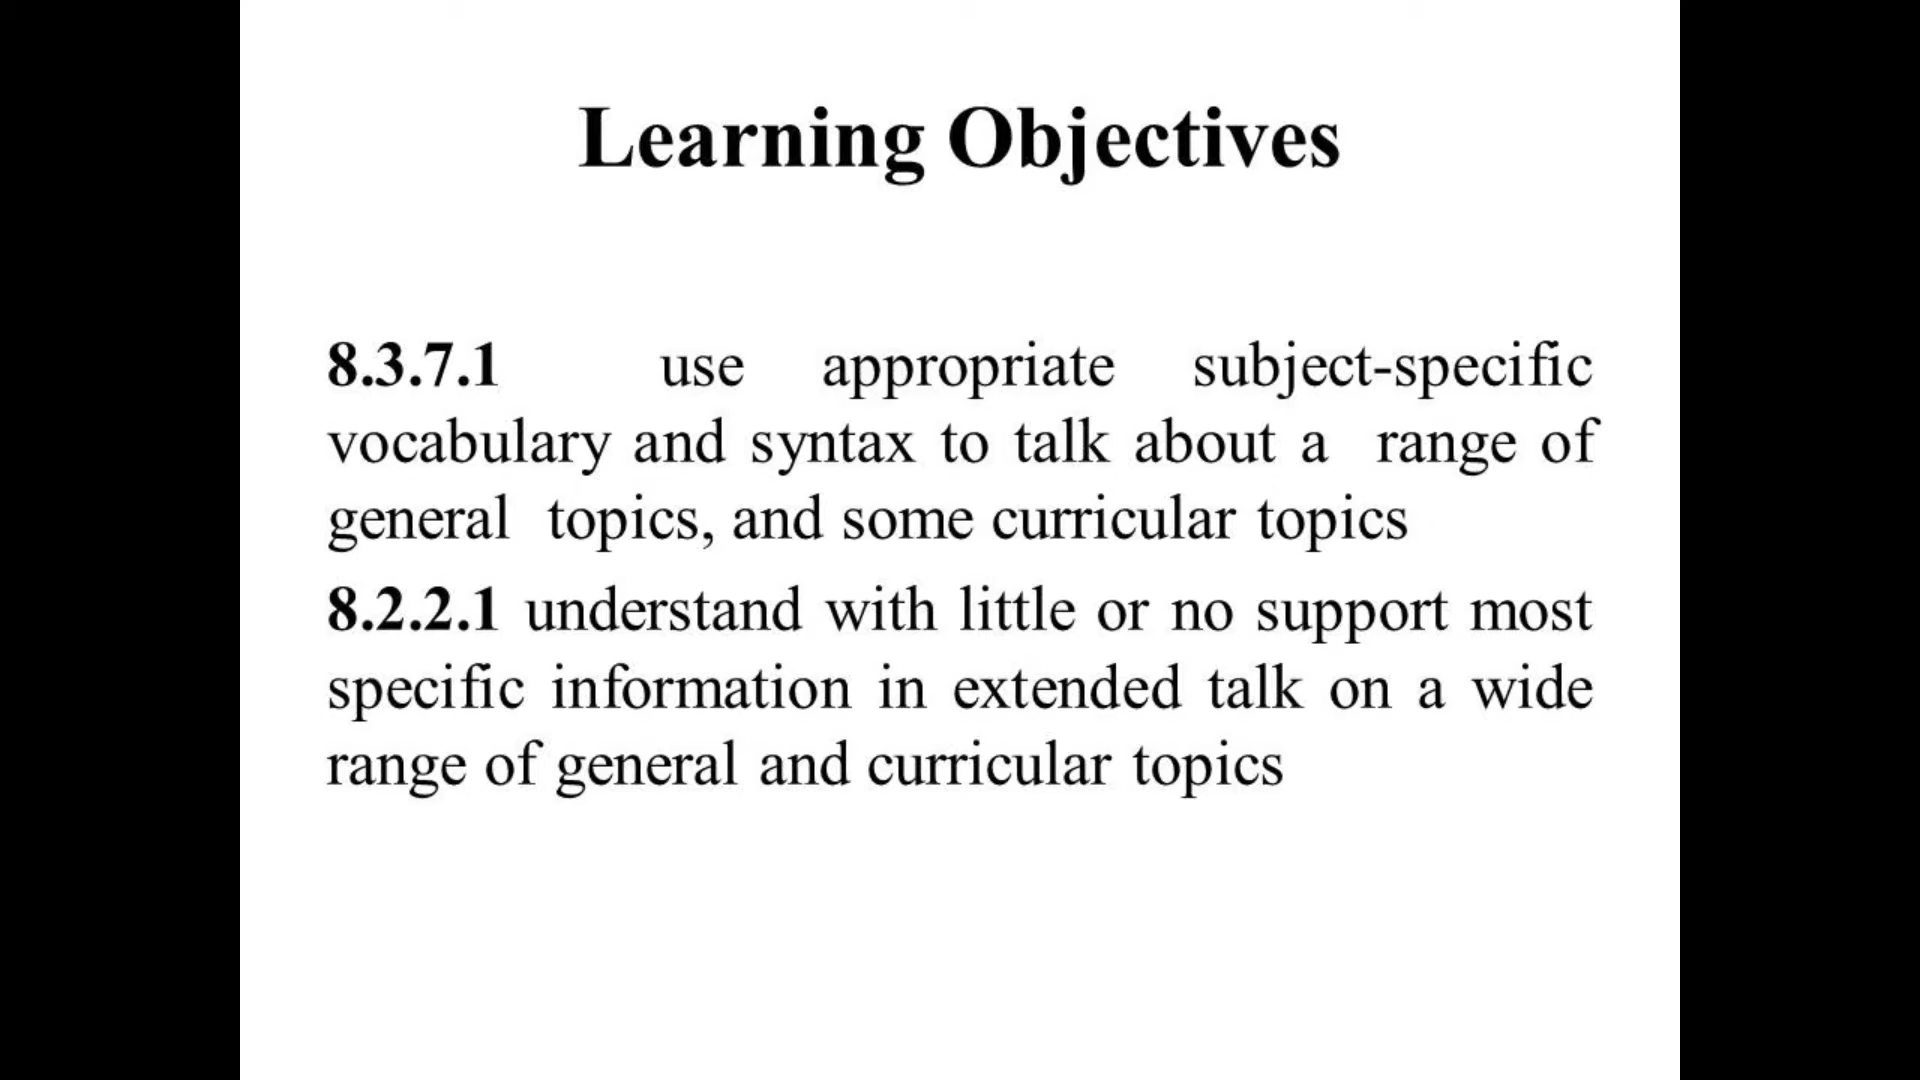 Learning Objectives
8.3.7.1 use appropriate subject-specific
vocabulary and syntax to talk about a range of
general topics, and some curricular topics
8.2.2.1 understand with little or no support most
specific information in extended talk on a wide
range of general and curricular topics